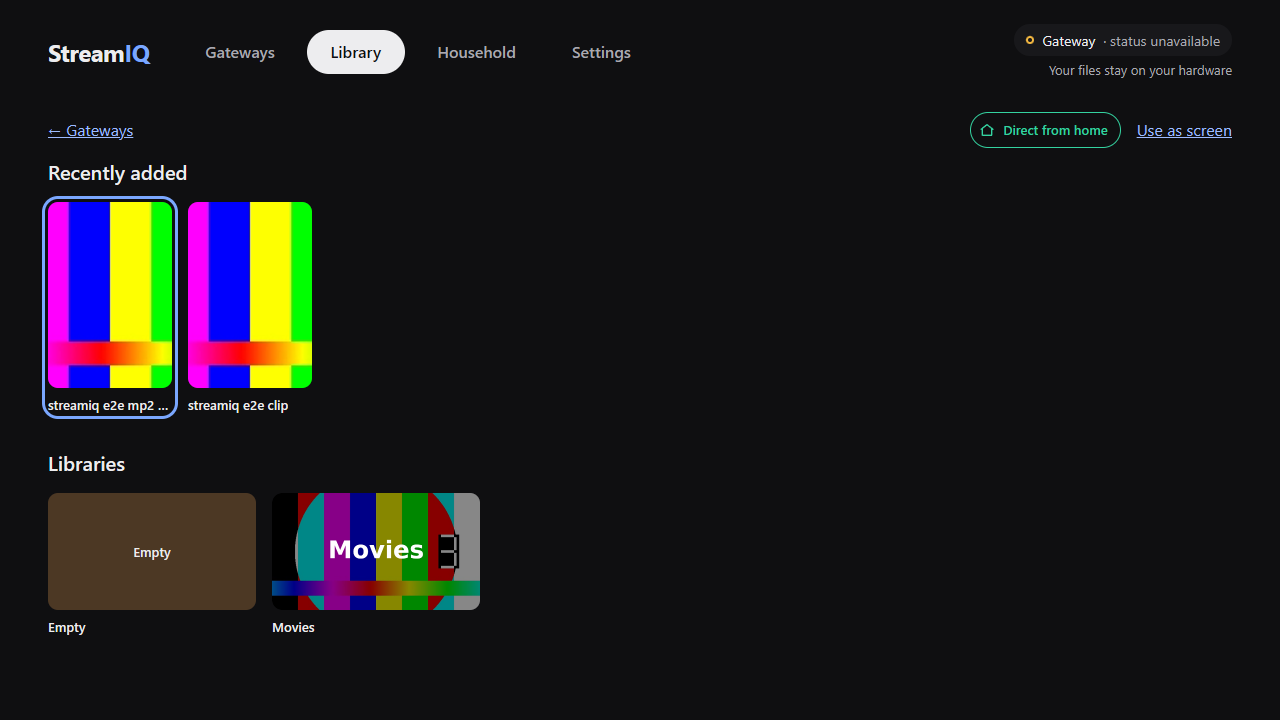 StreamIQ
Gateways
Library
Household
Settings
Gateway · status unavailable
Your files stay on your hardware
← Gateways
Direct from home
Use as screen
Recently added
streamiq e2e mp2 ...
streamiq e2e clip
Libraries
Empty
Movies
Empty
Movies